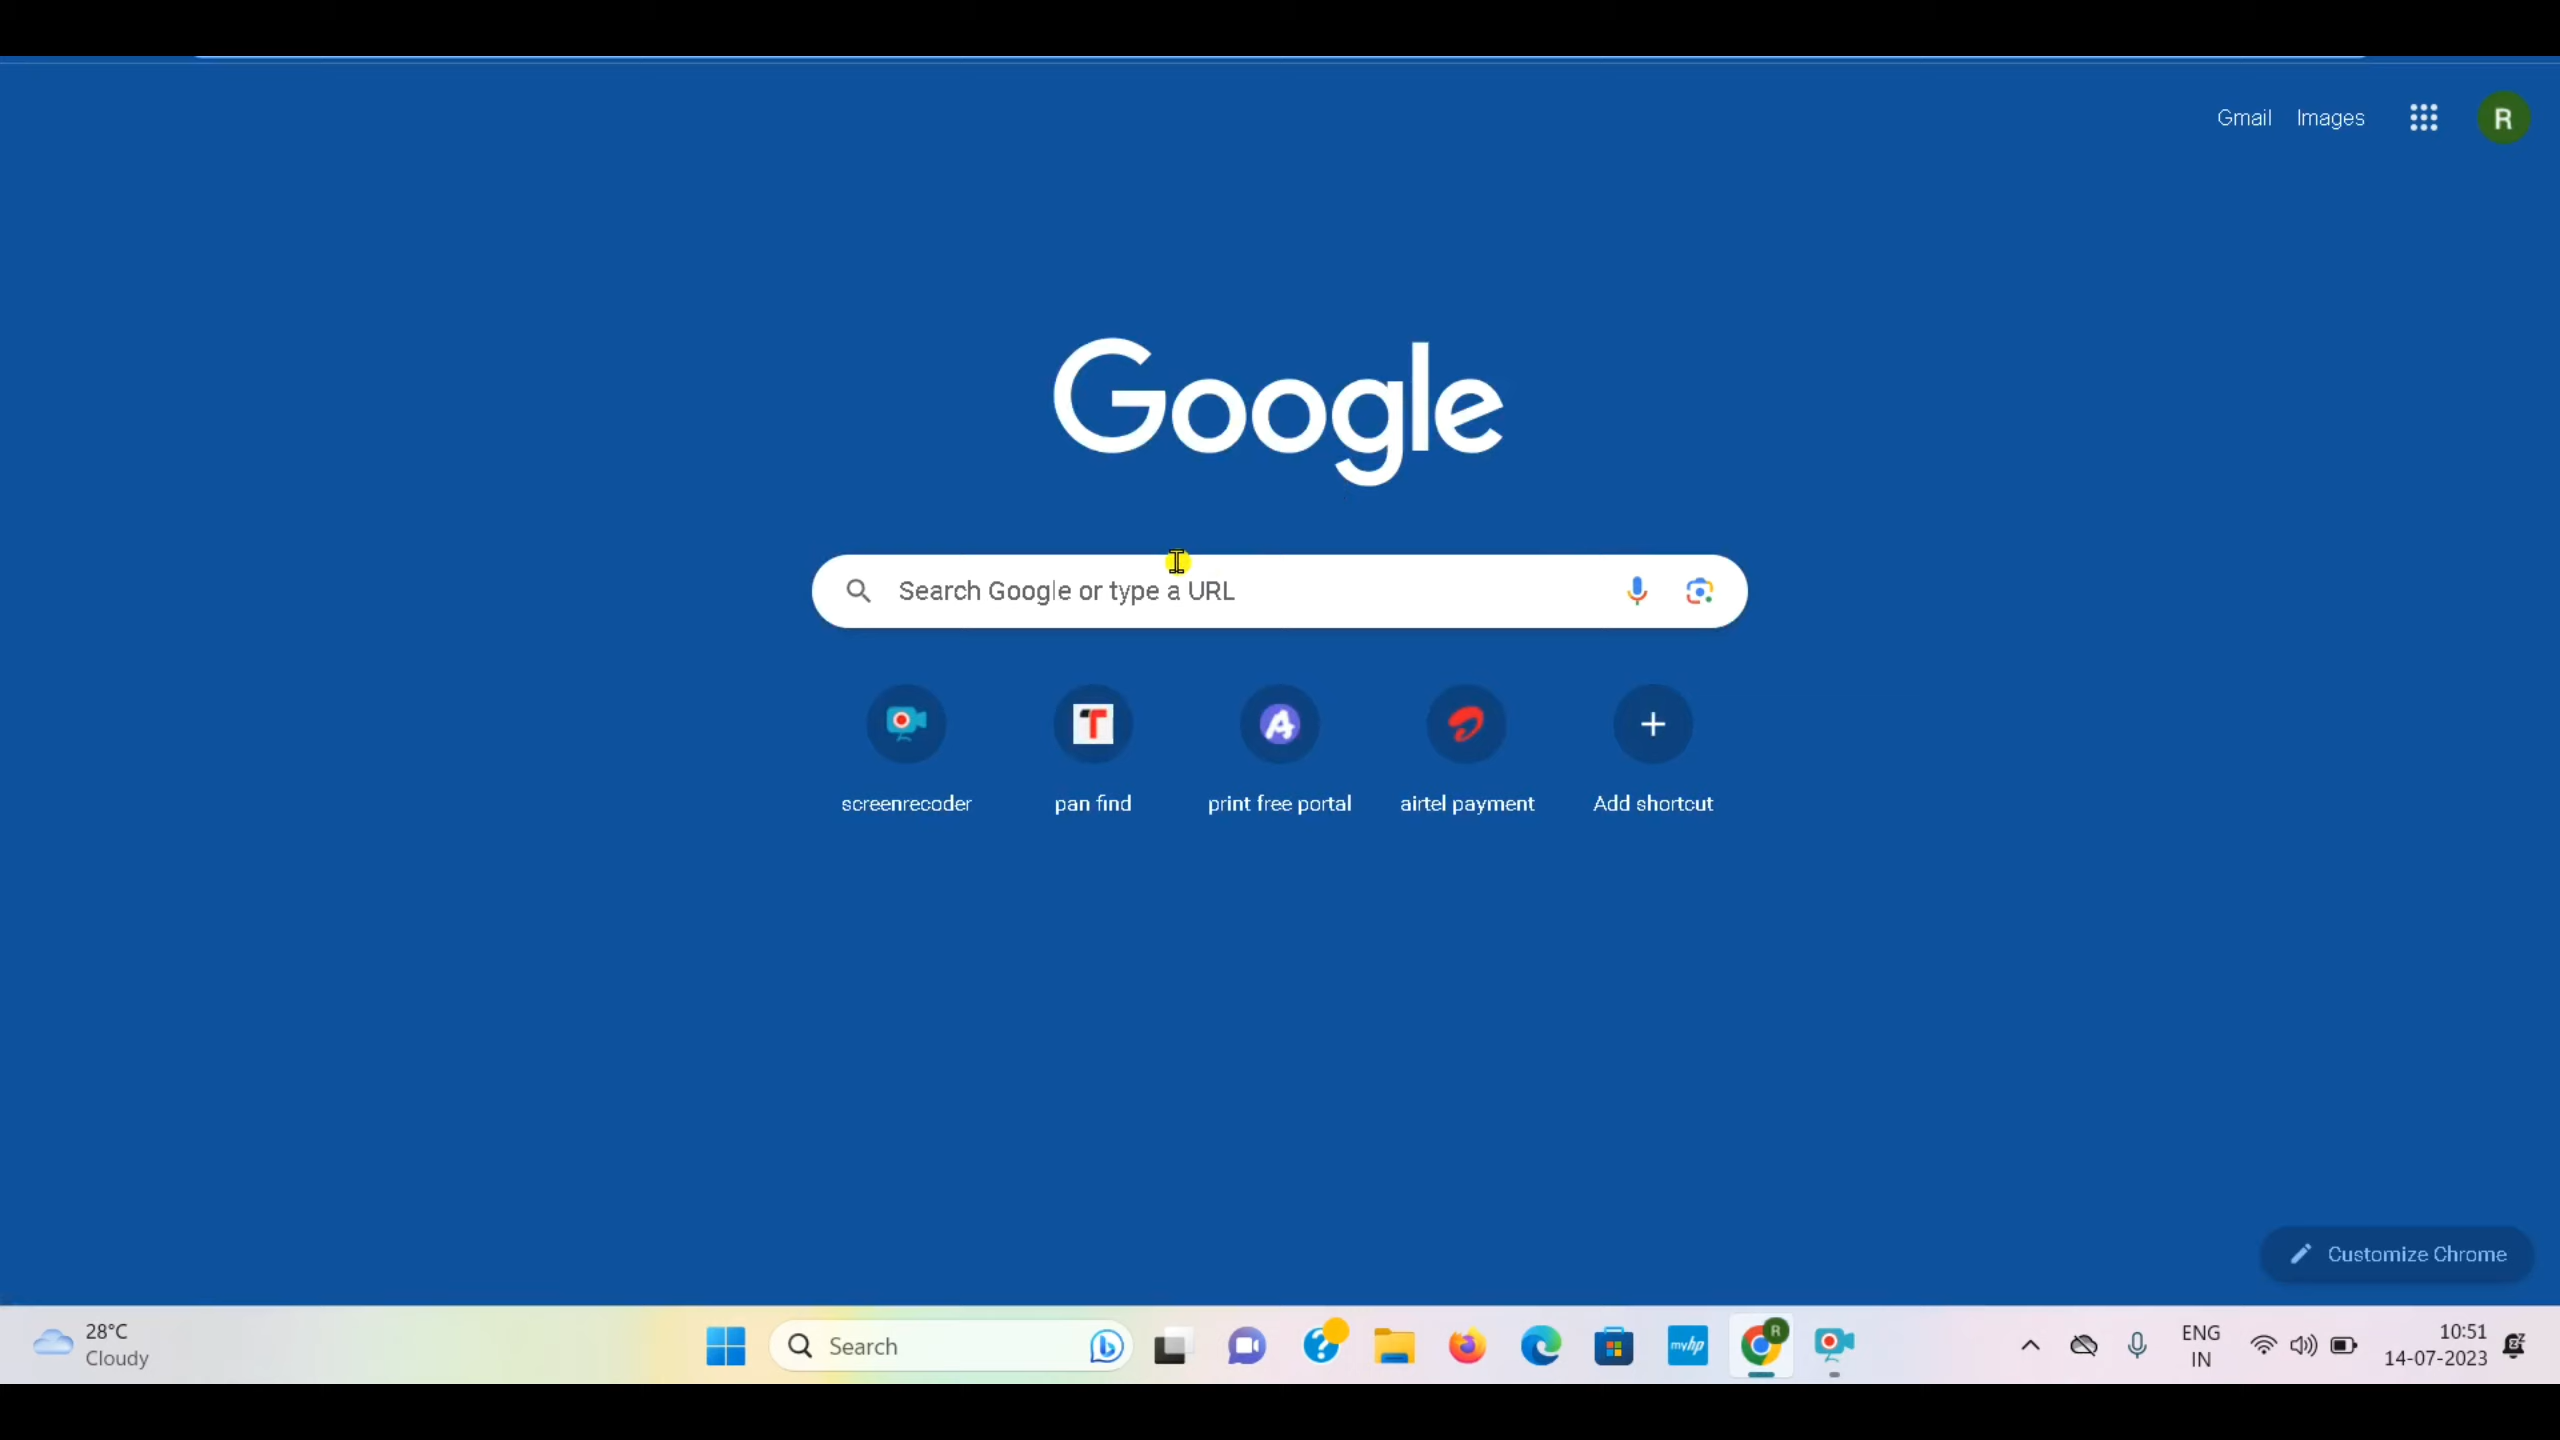 Gmail Images
R
Google
Search Google or type a URL
T
A
screenrecoder
pan find
print free portal
airtel payment
Add shortcut
Customize Chrome
28°C
Cloudy
Search
myhp
R
ENG
IN
10:51
14-07-2023